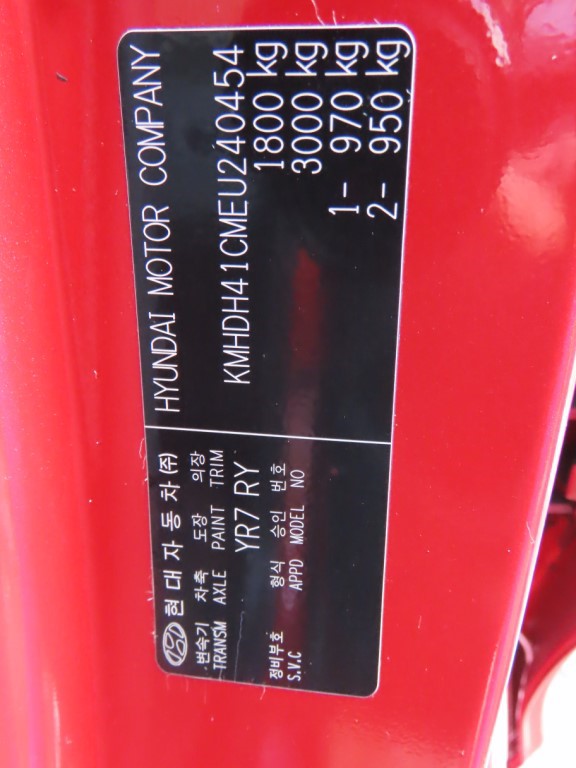 현대자동차(주) HYUNDAI MOTOR COMPANY
변속기 차축 도장 의장
TRANSM AXLE PAINT TRIM
YR7 RY
KMHDH41CMEU240454
1800 kg
3000 kg
1- 970 kg
2- 950 kg
정비부호 형식 승인 번호
S.V.C APPD MODEL NO